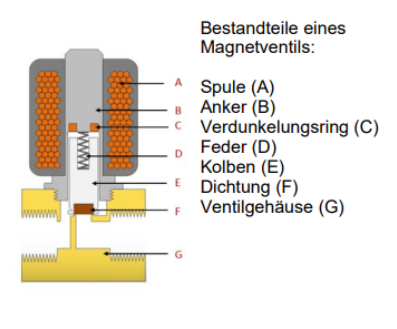 Bestandteile eines
Magnetventils:
Spule (A)
Anker (B)
Verdunkelungsring (C)
Feder (D)
Kolben (E)
Dichtung (F)
Ventilgehäuse (G)
A
B
C
D
E
F
G